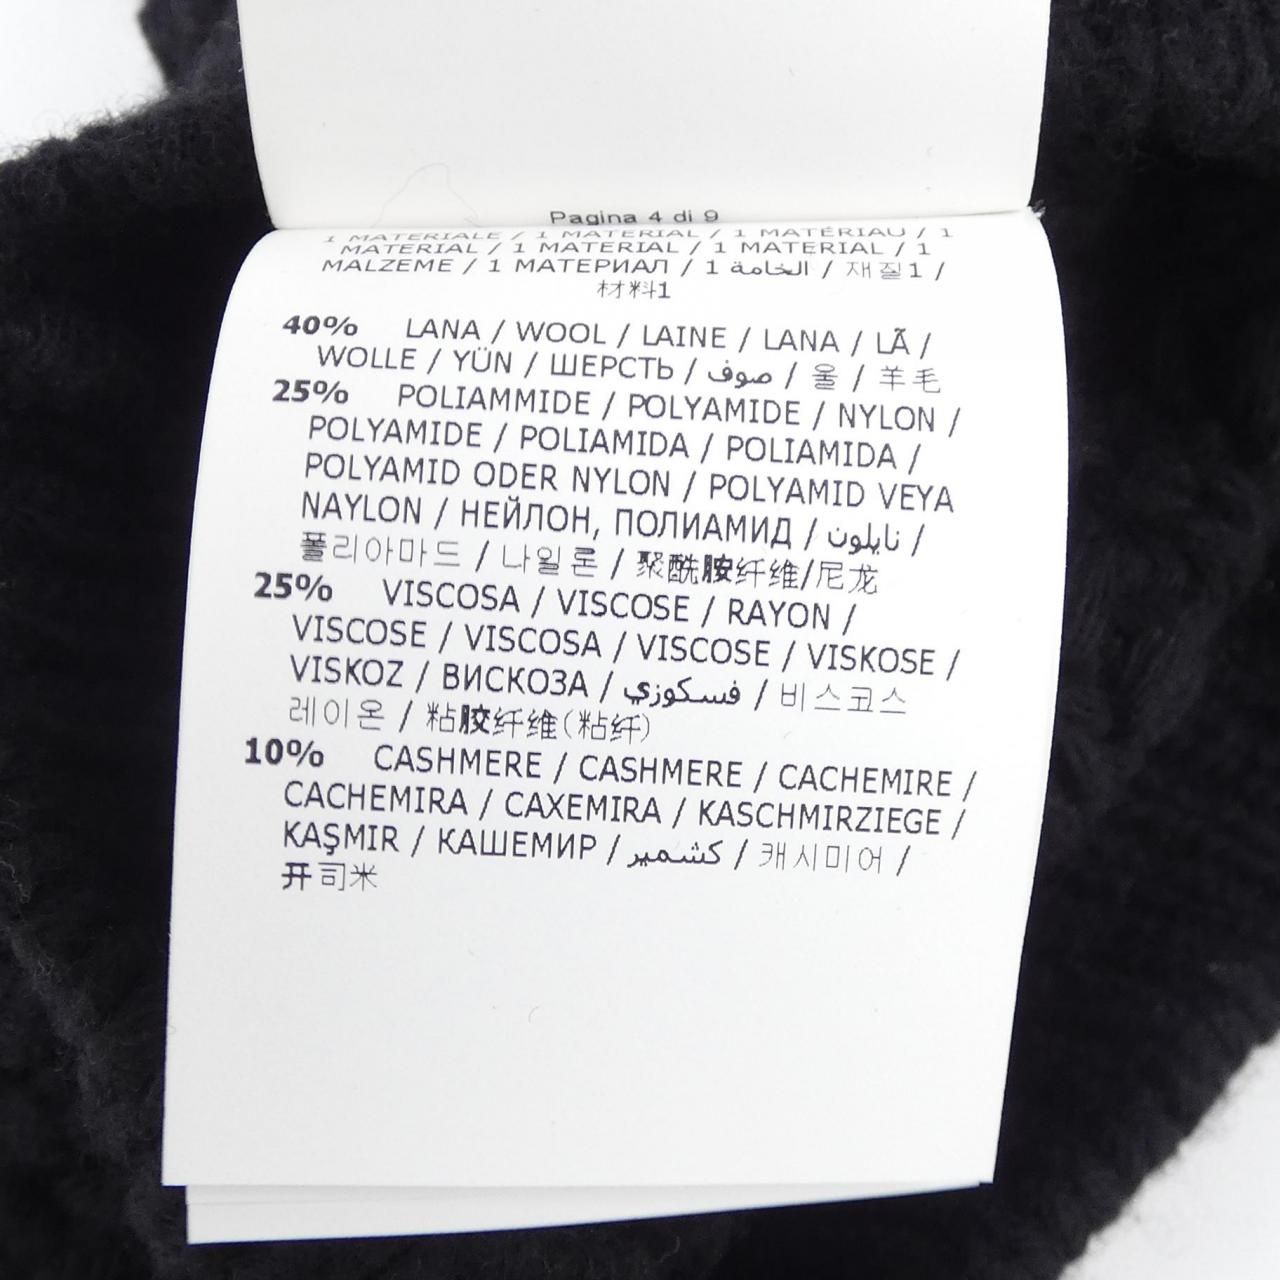 Pagina 4 di 9
1 MATERIALE / 1 MATERIAL / 1 MATÉRIAU / 1
MATERIAL / 1 MATERIAL / 1 MATERIAL / 1
MALZEME / 1 МАТЕРИАЛ / 1 الخامة / 재질1 /
材料1
40% LANA / WOOL / LAINE / LANA / LÃ /
WOLLE / YÜN / ШЕРСТЬ / صوف / 울 / 羊毛
25% POLIAMMIDE / POLYAMIDE / NYLON /
POLYAMIDE / POLIAMIDA / POLIAMIDA /
POLYAMID ODER NYLON / POLYAMID VEYA
NAYLON / НЕЙЛОН, ПОЛИАМИД / نايلون /
폴리아마드 / 나일론 / 聚酰胺纤维/尼龙
25% VISCOSA / VISCOSE / RAYON /
VISCOSE / VISCOSA / VISCOSE / VISKOSE /
VISKOZ / ВИСКОЗА / فسكوزي / 비스코스
레이온 / 粘胶纤维(粘纤)
10% CASHMERE / CASHMERE / CACHEMIRE /
CACHEMIRA / CAXEMIRA / KASCHMIRZIEGE /
KAŞMIR / КАШЕМИР / كشمير / 캐시미어 /
开司米